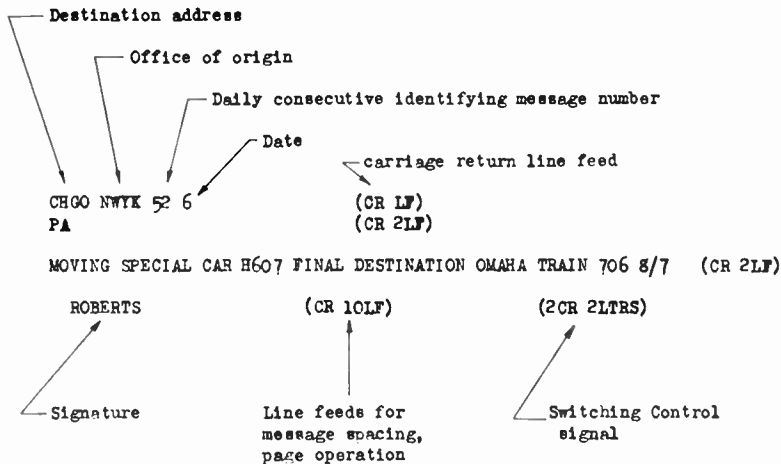 Destination address
Office of origin
Daily consecutive identifying message number
Date
carriage return line feed
CHGO NWYK 52 6 (CR LF)
PA (CR 2LF)
MOVING SPECIAL CAR H607 FINAL DESTINATION OMAHA TRAIN 706 8/7 (CR 2LF)
ROBERTS (CR 10LF) (2CR 2LTRS)
Signature Line feeds for Switching Control
message spacing, signal
page operation